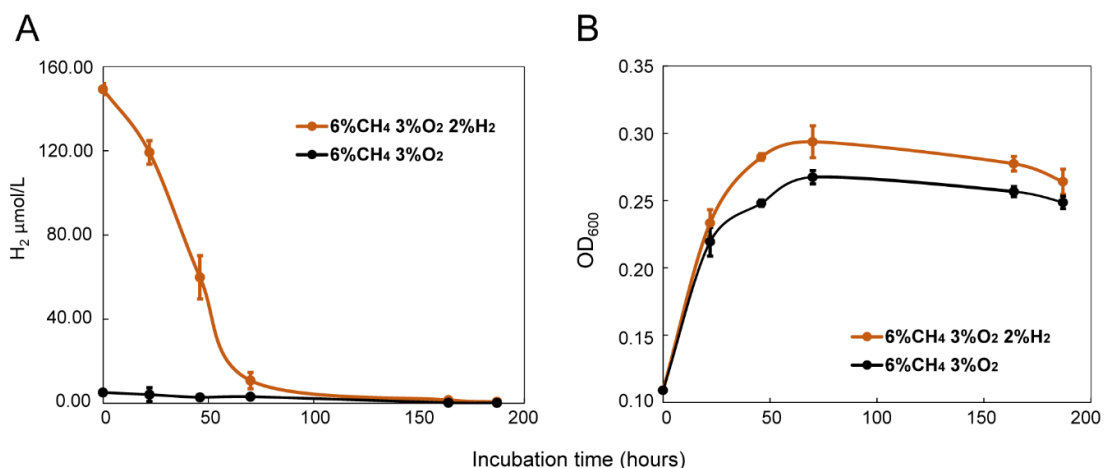 A
H₂ μmol/L
160.00
120.00
80.00
40.00
0.00
0
50
100
150
200
6%CH₄ 3%O₂ 2%H₂
6%CH₄ 3%O₂
B
OD₆₀₀
0.35
0.30
0.25
0.20
0.15
0.10
0
50
100
150
200
6%CH₄ 3%O₂ 2%H₂
6%CH₄ 3%O₂
Incubation time (hours)